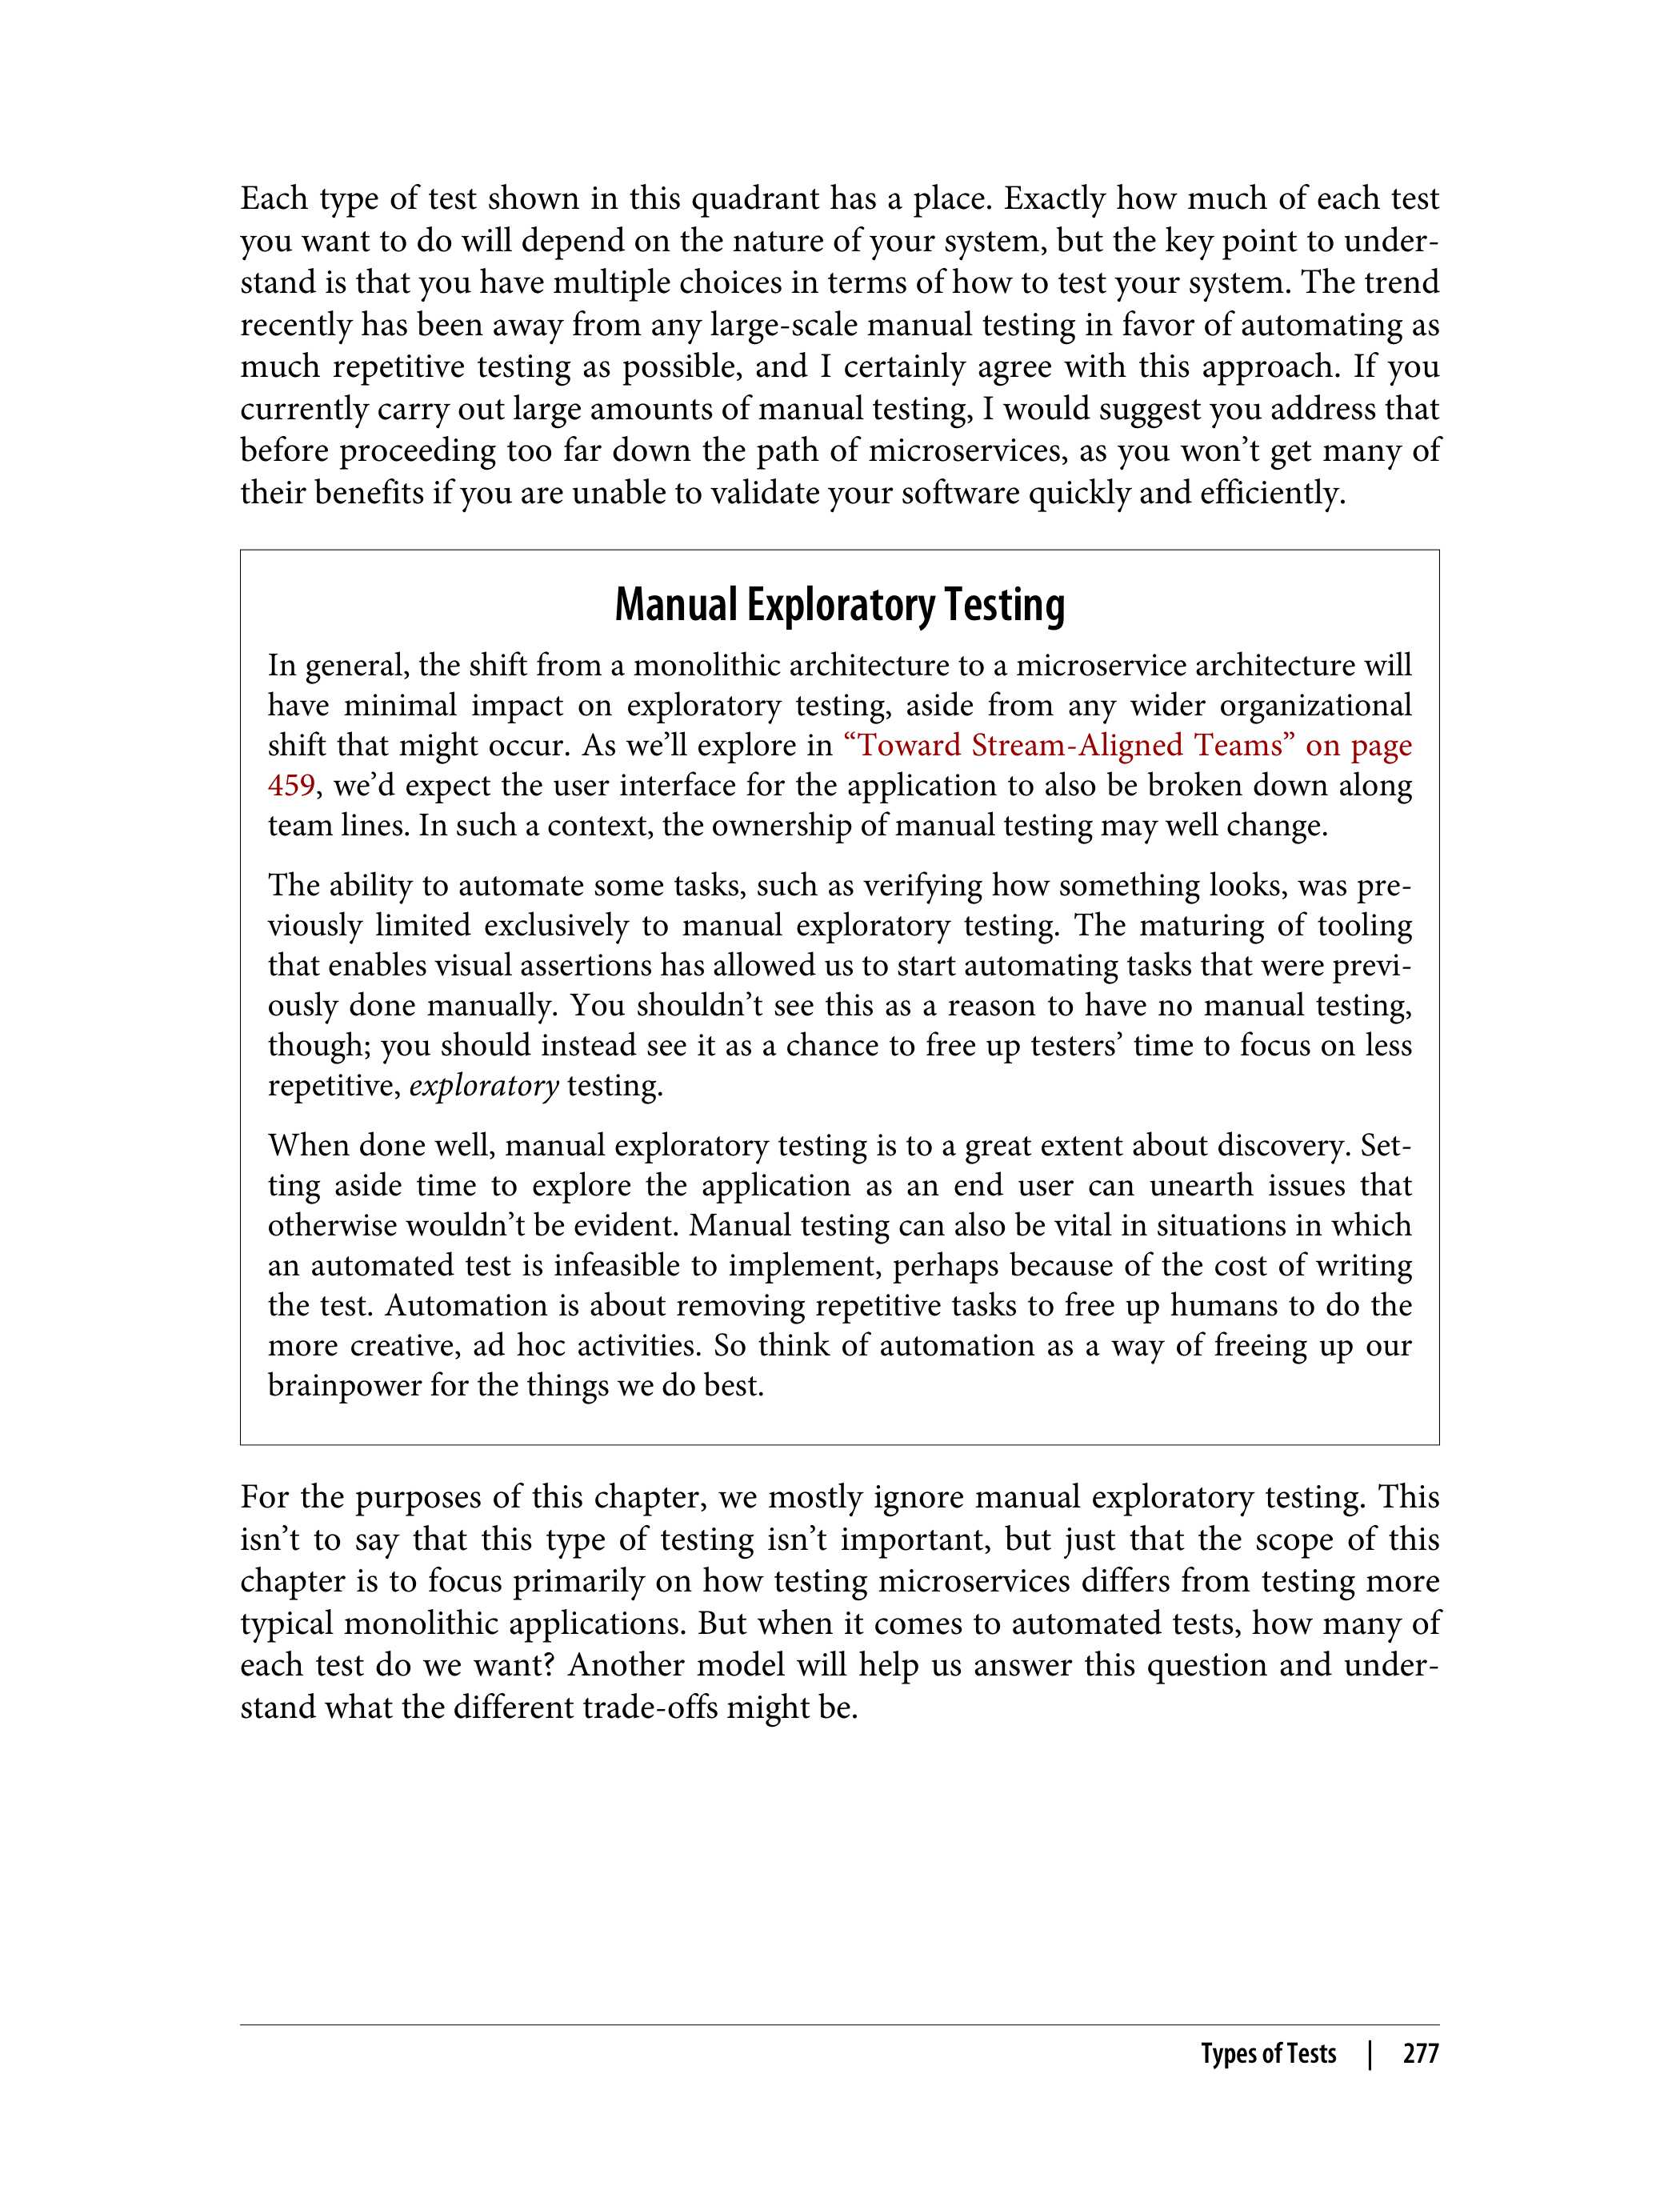 Each type of test shown in this quadrant has a place. Exactly how much of each test
you want to do will depend on the nature of your system, but the key point to under-
stand is that you have multiple choices in terms of how to test your system. The trend
recently has been away from any large-scale manual testing in favor of automating as
much repetitive testing as possible, and I certainly agree with this approach. If you
currently carry out large amounts of manual testing, I would suggest you address that
before proceeding too far down the path of microservices, as you won’t get many of
their benefits if you are unable to validate your software quickly and efficiently.
Manual Exploratory Testing
In general, the shift from a monolithic architecture to a microservice architecture will
have minimal impact on exploratory testing, aside from any wider organizational
shift that might occur. As we’ll explore in “Toward Stream-Aligned Teams” on page
459, we’d expect the user interface for the application to also be broken down along
team lines. In such a context, the ownership of manual testing may well change.
The ability to automate some tasks, such as verifying how something looks, was pre-
viously limited exclusively to manual exploratory testing. The maturing of tooling
that enables visual assertions has allowed us to start automating tasks that were previ-
ously done manually. You shouldn’t see this as a reason to have no manual testing,
though; you should instead see it as a chance to free up testers’ time to focus on less
repetitive, exploratory testing.
When done well, manual exploratory testing is to a great extent about discovery. Set-
ting aside time to explore the application as an end user can unearth issues that
otherwise wouldn’t be evident. Manual testing can also be vital in situations in which
an automated test is infeasible to implement, perhaps because of the cost of writing
the test. Automation is about removing repetitive tasks to free up humans to do the
more creative, ad hoc activities. So think of automation as a way of freeing up our
brainpower for the things we do best.
For the purposes of this chapter, we mostly ignore manual exploratory testing. This
isn’t to say that this type of testing isn’t important, but just that the scope of this
chapter is to focus primarily on how testing microservices differs from testing more
typical monolithic applications. But when it comes to automated tests, how many of
each test do we want? Another model will help us answer this question and under-
stand what the different trade-offs might be.
Types of Tests | 277